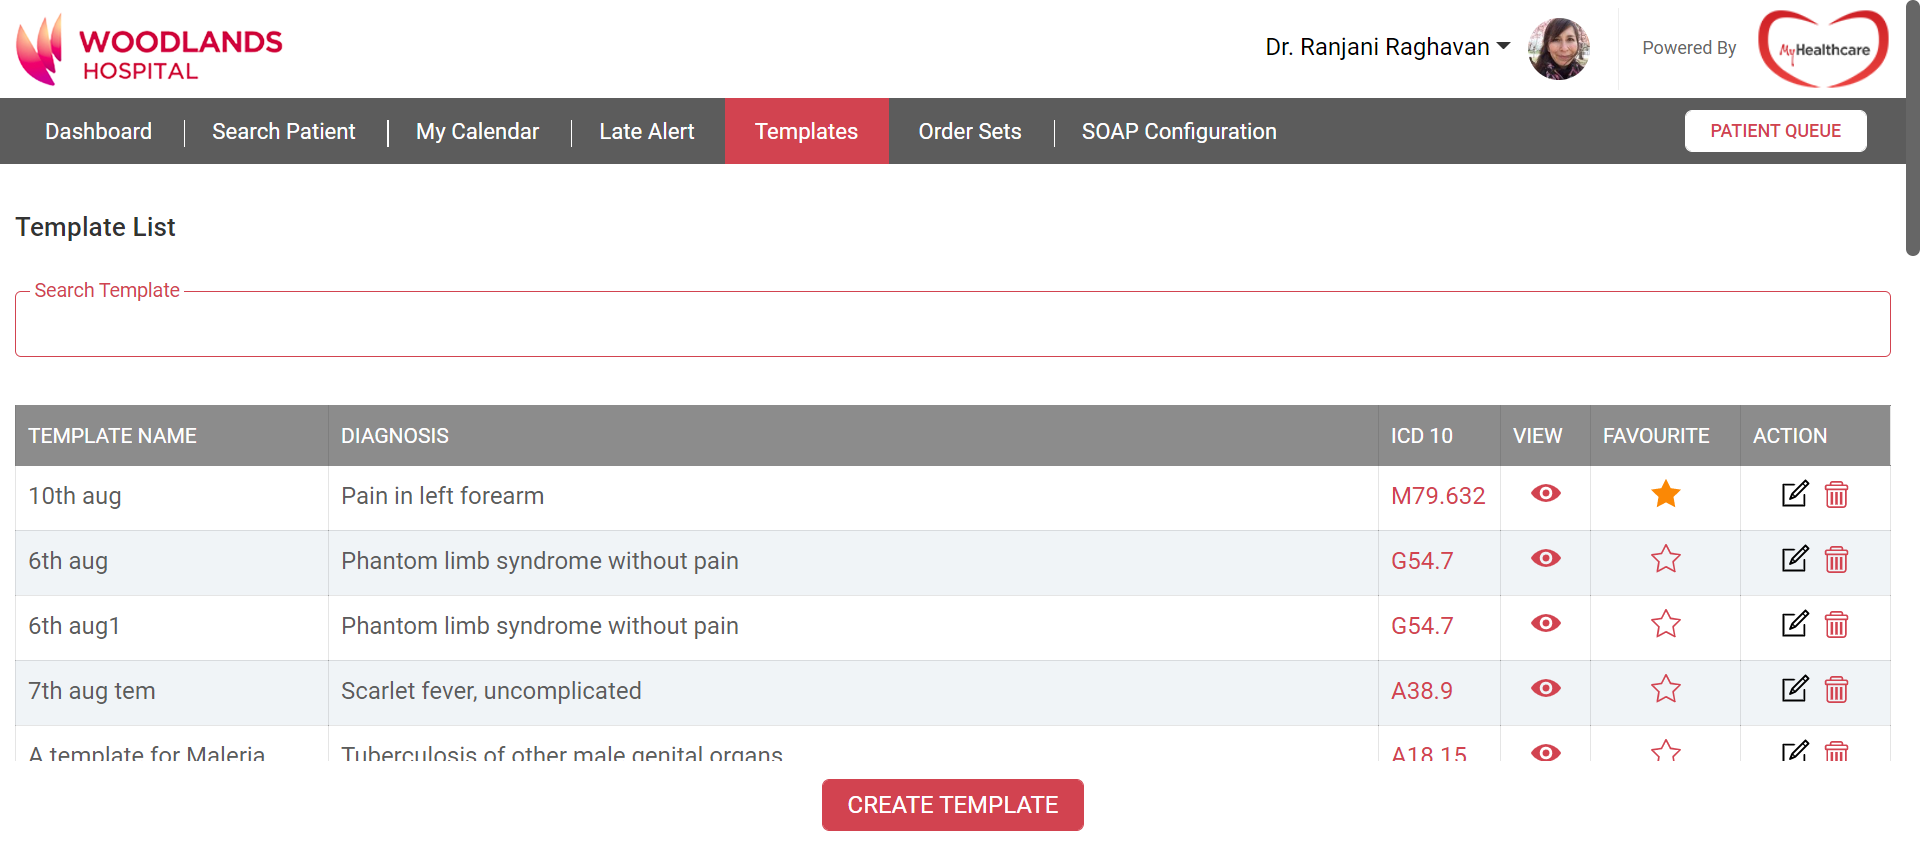 WOODLANDS
HOSPITAL
Dr. Ranjani Raghavan
Powered By
MyHealthcare
Dashboard
Search Patient
My Calendar
Late Alert
Templates
Order Sets
SOAP Configuration
PATIENT QUEUE
Template List
Search Template
TEMPLATE NAME DIAGNOSIS ICD 10 VIEW FAVOURITE ACTION
10th aug Pain in left forearm M79.632
6th aug Phantom limb syndrome without pain G54.7
6th aug1 Phantom limb syndrome without pain G54.7
7th aug tem Scarlet fever, uncomplicated A38.9
A template for Maleria Tuberculosis of other male genital organs A18.15
CREATE TEMPLATE